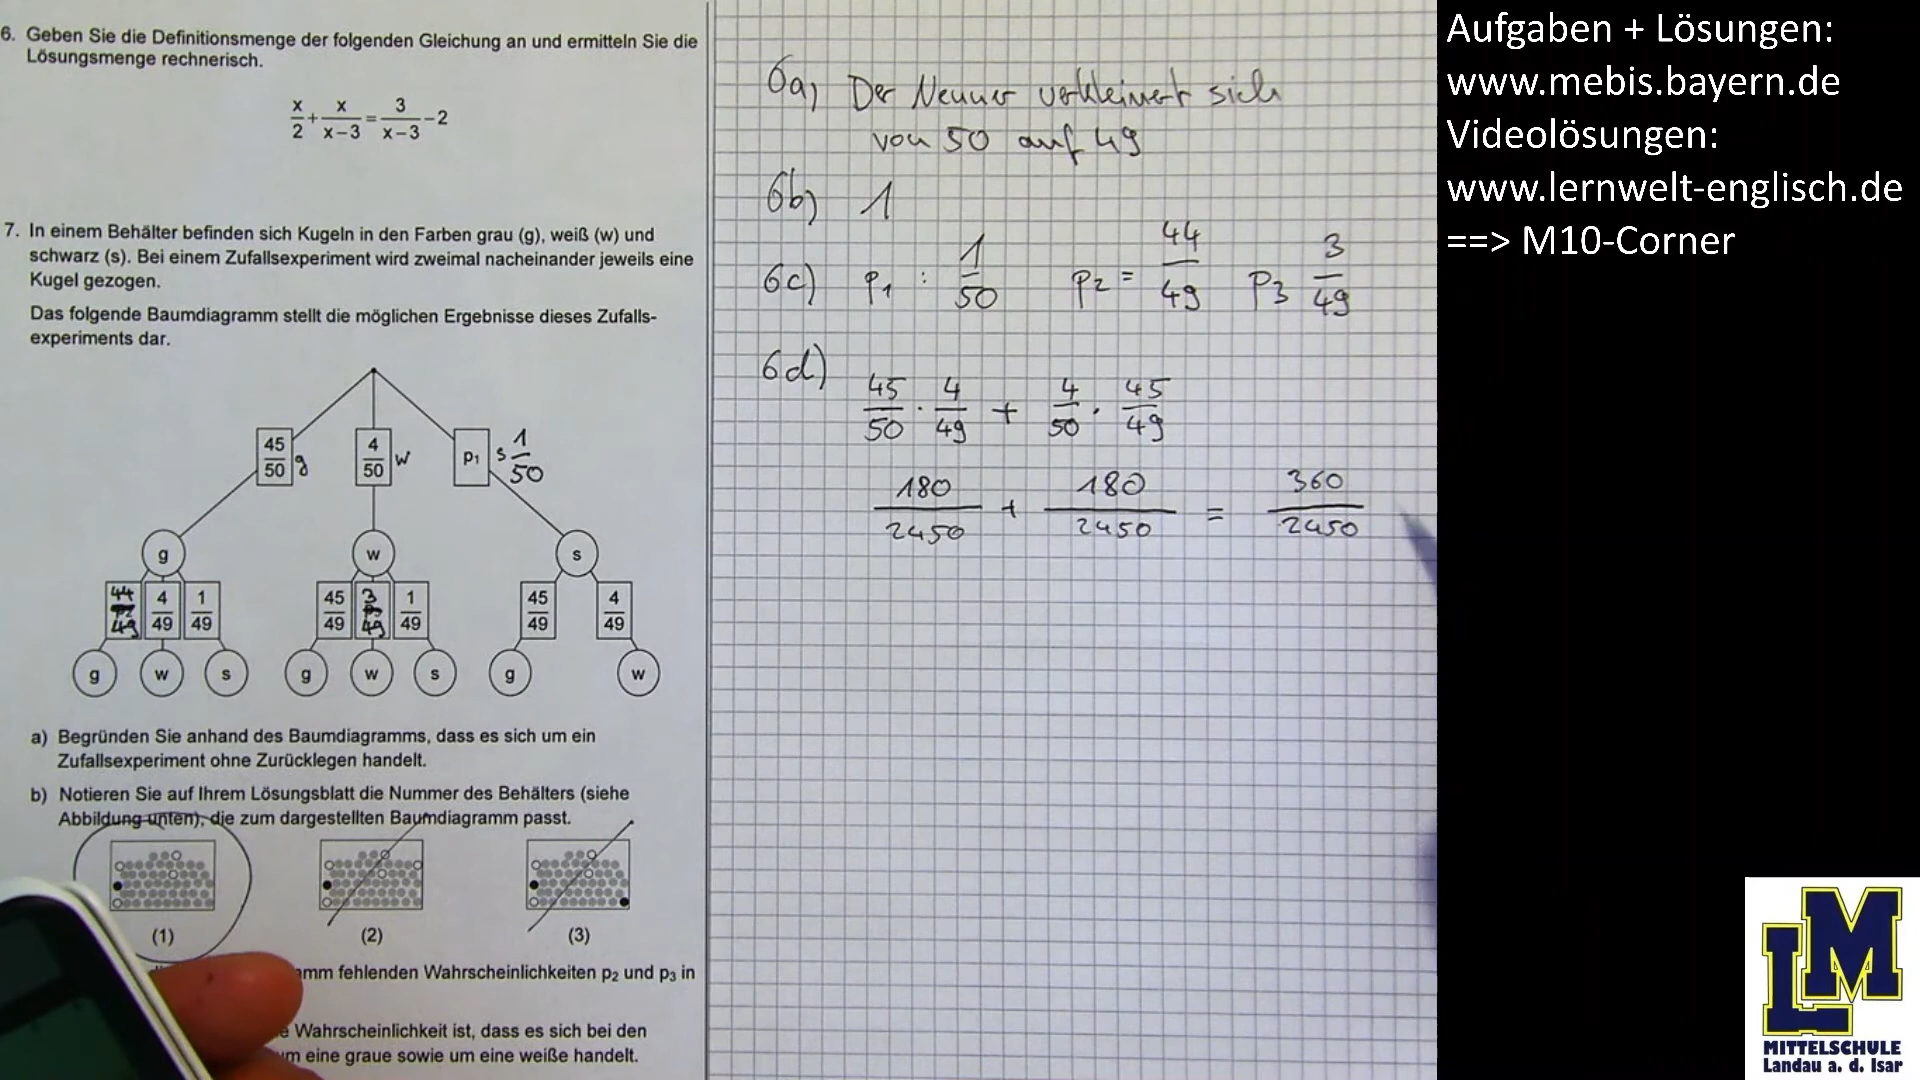 6. Geben Sie die Definitionsmenge der folgenden Gleichung an und ermitteln Sie die
Lösungsmenge rechnerisch.
x/2 + x/(x–3) = 3/(x–3) – 2
7. In einem Behälter befinden sich Kugeln in den Farben grau (g), weiß (w) und
schwarz (s). Bei einem Zufallsexperiment wird zweimal nacheinander jeweils eine
Kugel gezogen.
Das folgende Baumdiagramm stellt die möglichen Ergebnisse dieses Zufalls-
experiments dar.
45/50 g 4/50 w p1 s 1/50
g w s
44/49 4/49 1/49 45/49 3/49 1/49 45/49 4/49
g w s g w s g w
a) Begründen Sie anhand des Baumdiagramms, dass es sich um ein
Zufallsexperiment ohne Zurücklegen handelt.
b) Notieren Sie auf Ihrem Lösungsblatt die Nummer des Behälters (siehe
Abbildung unten), die zum dargestellten Baumdiagramm passt.
(1) (2) (3)
fehlenden Wahrscheinlichkeiten p2 und p3 in
Wahrscheinlichkeit ist, dass es sich bei den
um eine graue sowie um eine weiße handelt.
6a) Der Nenner verkleinert sich
von 50 auf 49
6b) 1
6c) p1 : 1/50 p2 = 44/49 p3 3/49
6d) 45/50 · 4/49 + 4/50 · 45/49
180/2450 + 180/2450 = 360/2450
Aufgaben + Lösungen:
www.mebis.bayern.de
Videolösungen:
www.lernwelt-englisch.de
==> M10-Corner
LM
MITTELSCHULE
Landau a. d. Isar